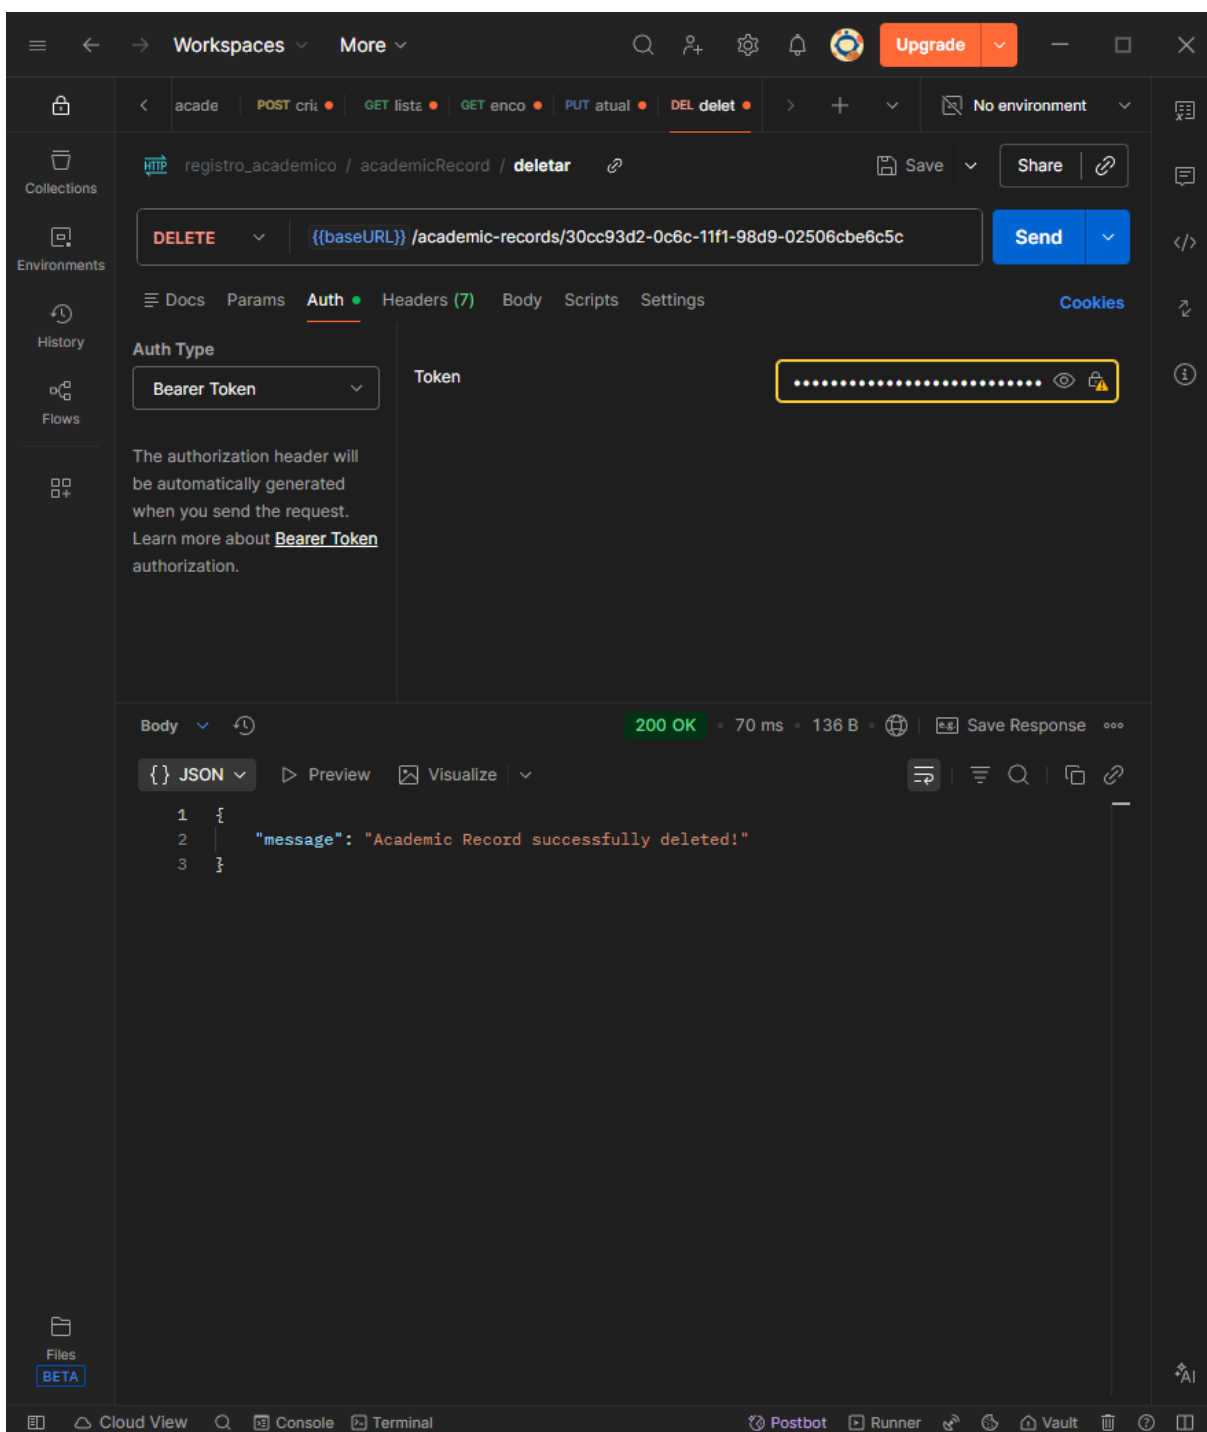 Workspaces More Upgrade
acade POST cria GET lista GET enco PUT atual DEL delet No environment
HTTP registro_academico / academicRecord / deletar Save Share
Collections
DELETE {{baseURL}} /academic-records/30cc93d2-0c6c-11f1-98d9-02506cbe6c5c Send
Environments
Docs Params Auth Headers (7) Body Scripts Settings Cookies
History
Auth Type
Token
Bearer Token
Flows
The authorization header will
be automatically generated
when you send the request.
Learn more about Bearer Token
authorization.
Body 200 OK 70 ms 136 B e.g. Save Response
{} JSON Preview Visualize
1 {
2 "message": "Academic Record successfully deleted!"
3 }
Files
BETA
AI
Cloud View Console Terminal Postbot Runner Vault